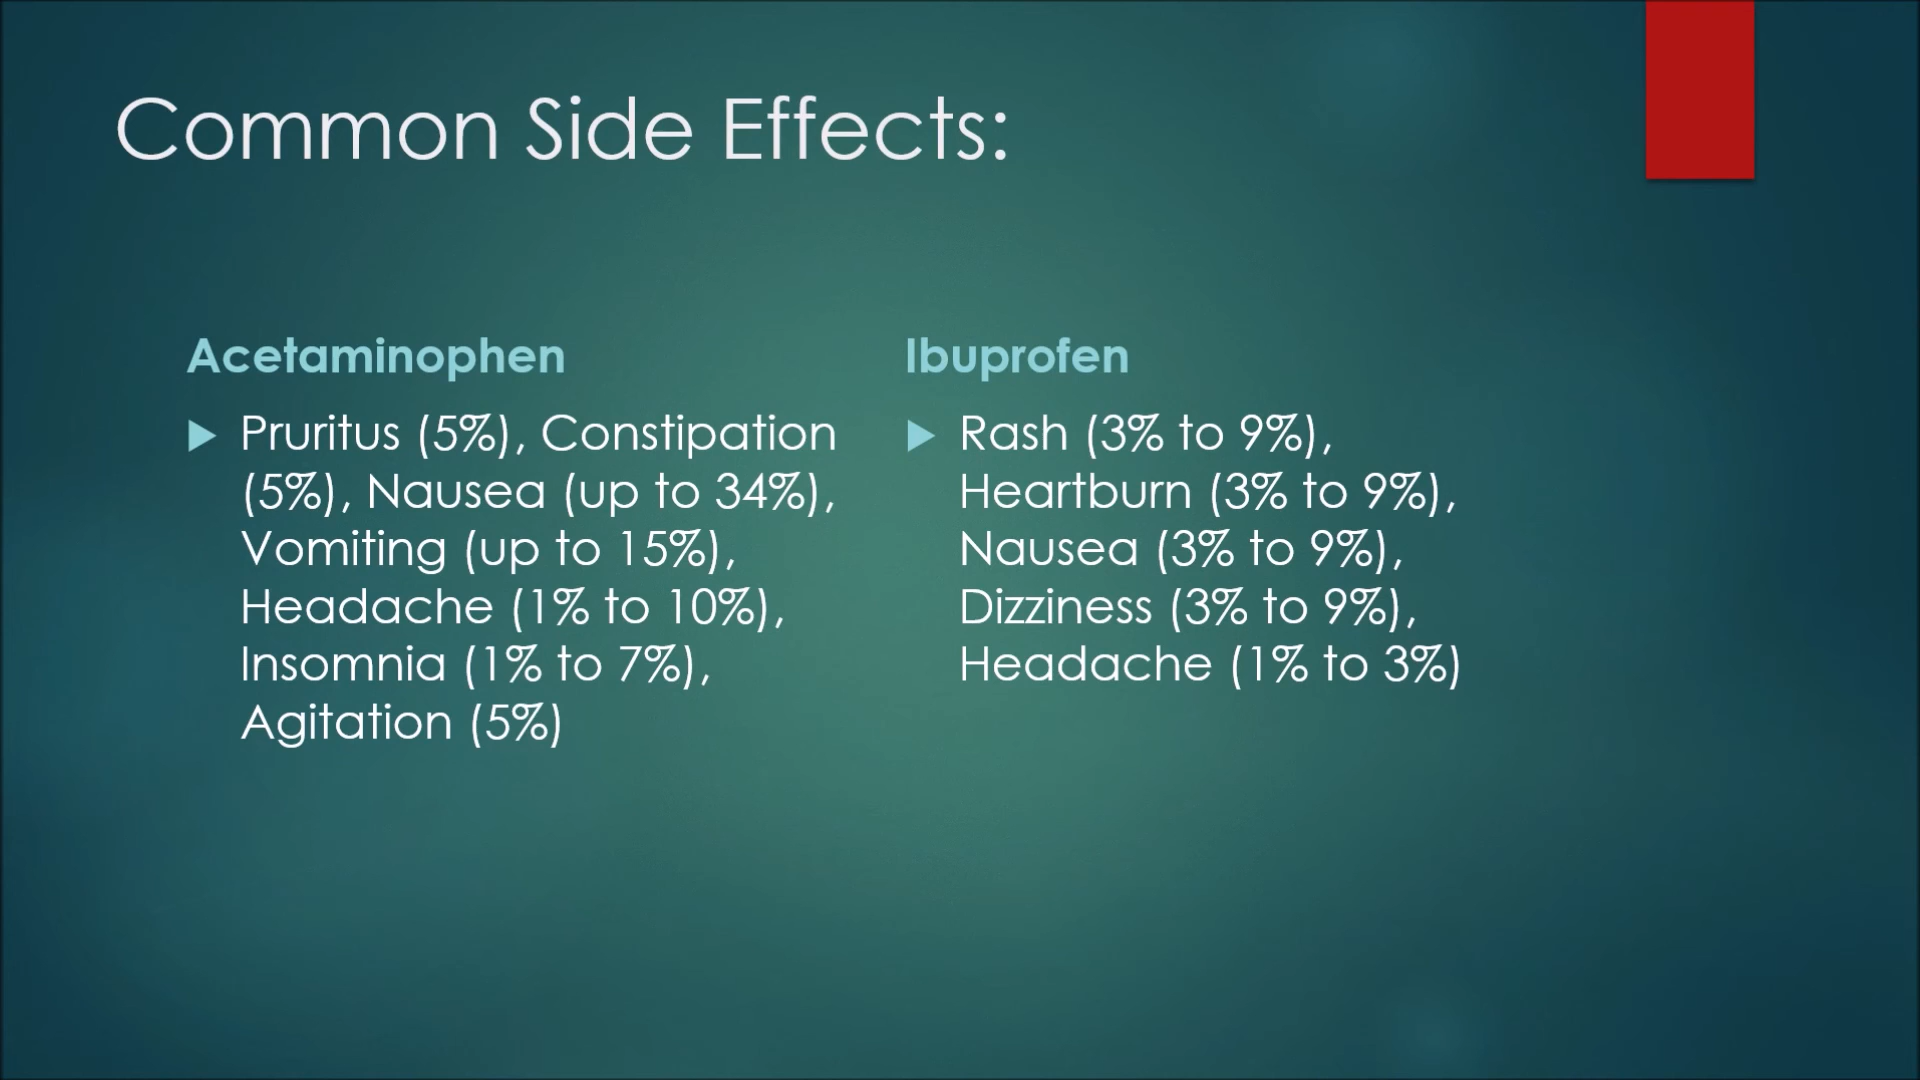 Common Side Effects:
Acetaminophen
Pruritus (5%), Constipation
(5%), Nausea (up to 34%),
Vomiting (up to 15%),
Headache (1% to 10%),
Insomnia (1% to 7%),
Agitation (5%)
Ibuprofen
Rash (3% to 9%),
Heartburn (3% to 9%),
Nausea (3% to 9%),
Dizziness (3% to 9%),
Headache (1% to 3%)